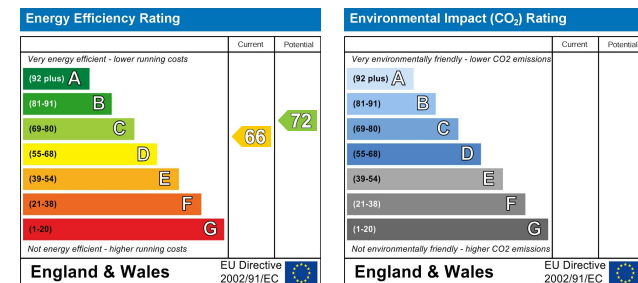 Energy Efficiency Rating
Current Potential
Very energy efficient - lower running costs
(92 plus) A
(81-91) B
(69-80) C
(55-68) D
(39-54) E
(21-38) F
(1-20) G
66
72
Not energy efficient - higher running costs
England & Wales
EU Directive
2002/91/EC
Environmental Impact (CO₂) Rating
Current Potential
Very environmentally friendly - lower CO2 emissions
(92 plus) A
(81-91) B
(69-80) C
(55-68) D
(39-54) E
(21-38) F
(1-20) G
Not environmentally friendly - higher CO2 emissions
England & Wales
EU Directive
2002/91/EC